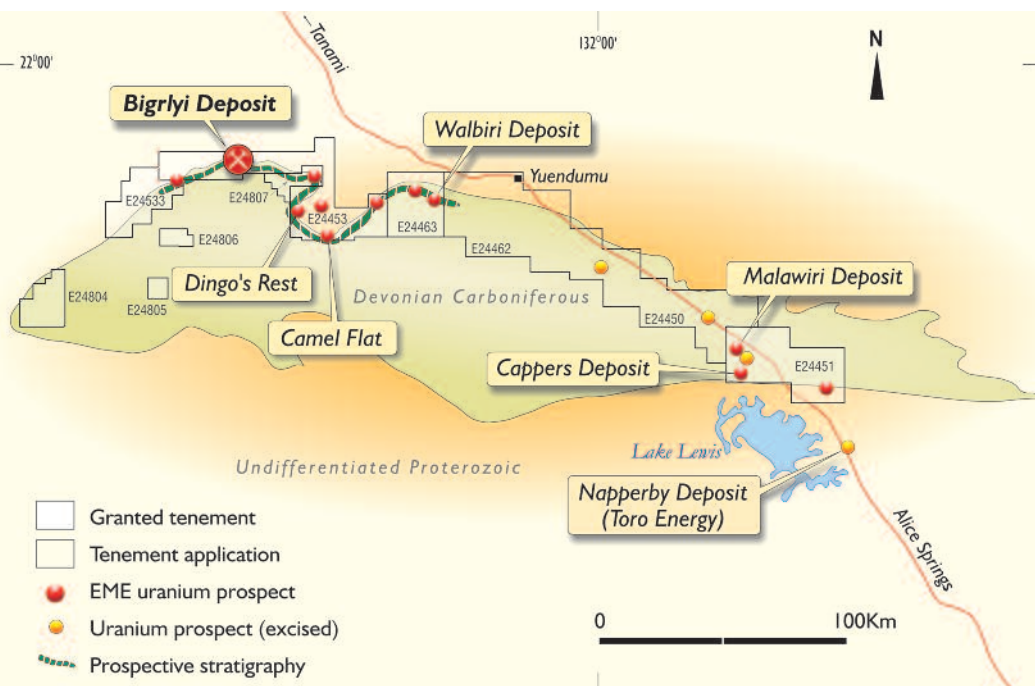 ←Tanami
132°00'
22°00'
N
Bigrlyi Deposit
Walbiri Deposit
Yuendumu
E24533
E24807
E24453
E24463
E24806
E24462
Dingo's Rest
Malawiri Deposit
E24804
E24805
Devonian Carboniferous
E24450
Camel Flat
Cappers Deposit
E24451
Lake Lewis
Undifferentiated Proterozoic
Napperby Deposit
(Toro Energy)
Alice Springs
Granted tenement
Tenement application
EME uranium prospect
Uranium prospect (excised)
Prospective stratigraphy
0
100Km